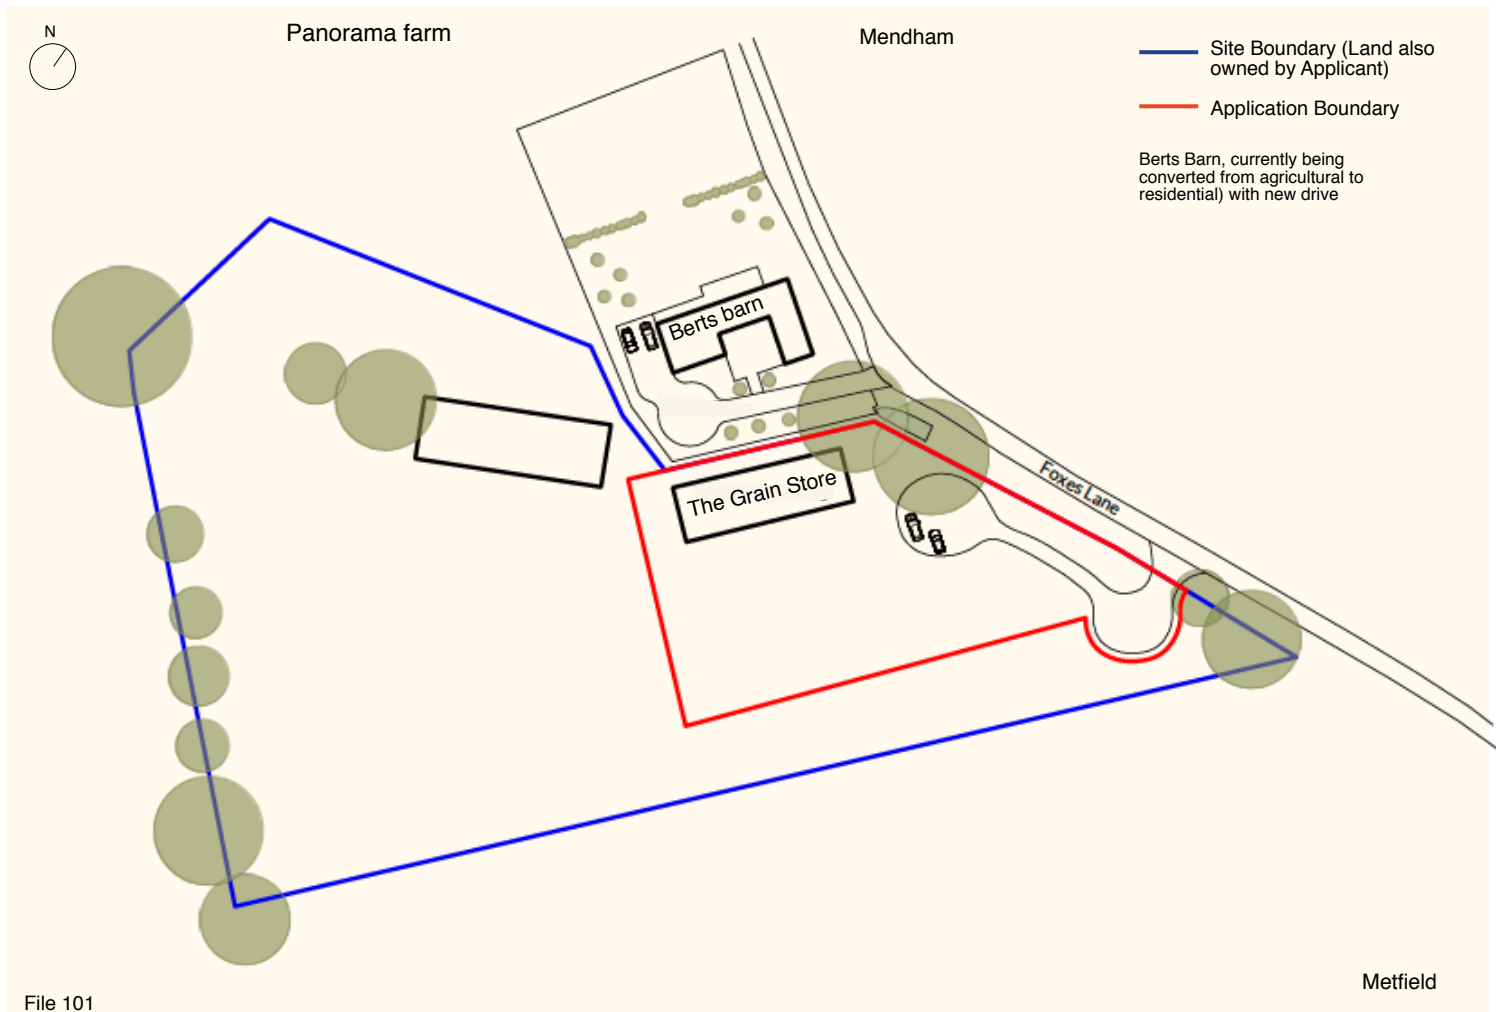 N
Panorama farm
Mendham
Site Boundary (Land also
owned by Applicant)
Application Boundary
Berts Barn, currently being
converted from agricultural to
residential) with new drive
Berts barn
The Grain Store
Foxes Lane
Metfield
File 101